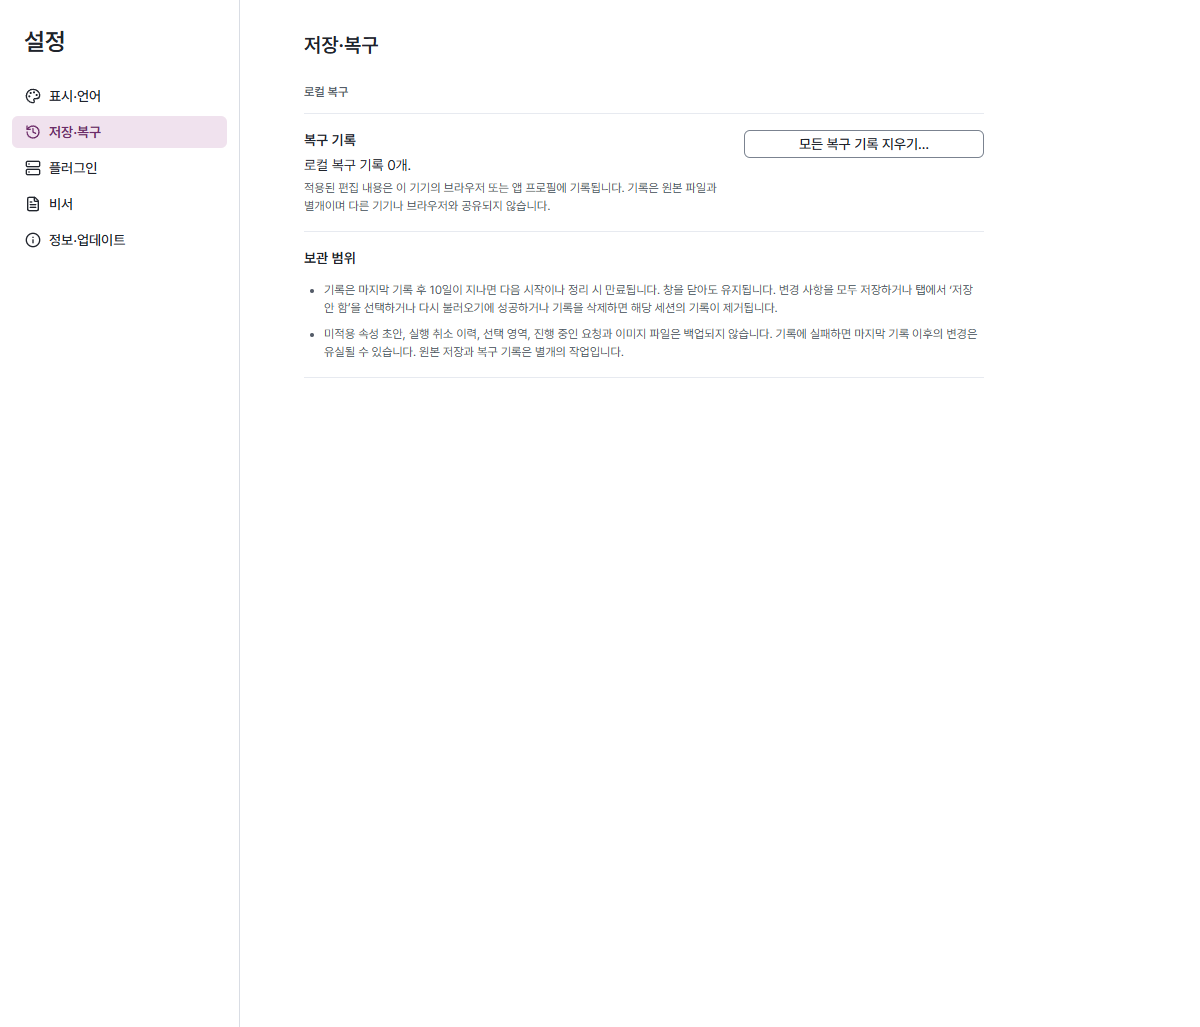 설정
표시·언어
저장·복구
플러그인
비서
정보·업데이트
저장·복구
로컬 복구
복구 기록
모든 복구 기록 지우기...
로컬 복구 기록 0개.
적용된 편집 내용은 이 기기의 브라우저 또는 앱 프로필에 기록됩니다. 기록은 원본 파일과
별개이며 다른 기기나 브라우저와 공유되지 않습니다.
보관 범위
• 기록은 마지막 기록 후 10일이 지나면 다음 시작이나 정리 시 만료됩니다. 창을 닫아도 유지됩니다. 변경 사항을 모두 저장하거나 탭에서 ‘저장
안 함’을 선택하거나 다시 불러오기에 성공하거나 기록을 삭제하면 해당 세션의 기록이 제거됩니다.
• 미적용 속성 초안, 실행 취소 이력, 선택 영역, 진행 중인 요청과 이미지 파일은 백업되지 않습니다. 기록에 실패하면 마지막 기록 이후의 변경은
유실될 수 있습니다. 원본 저장과 복구 기록은 별개의 작업입니다.